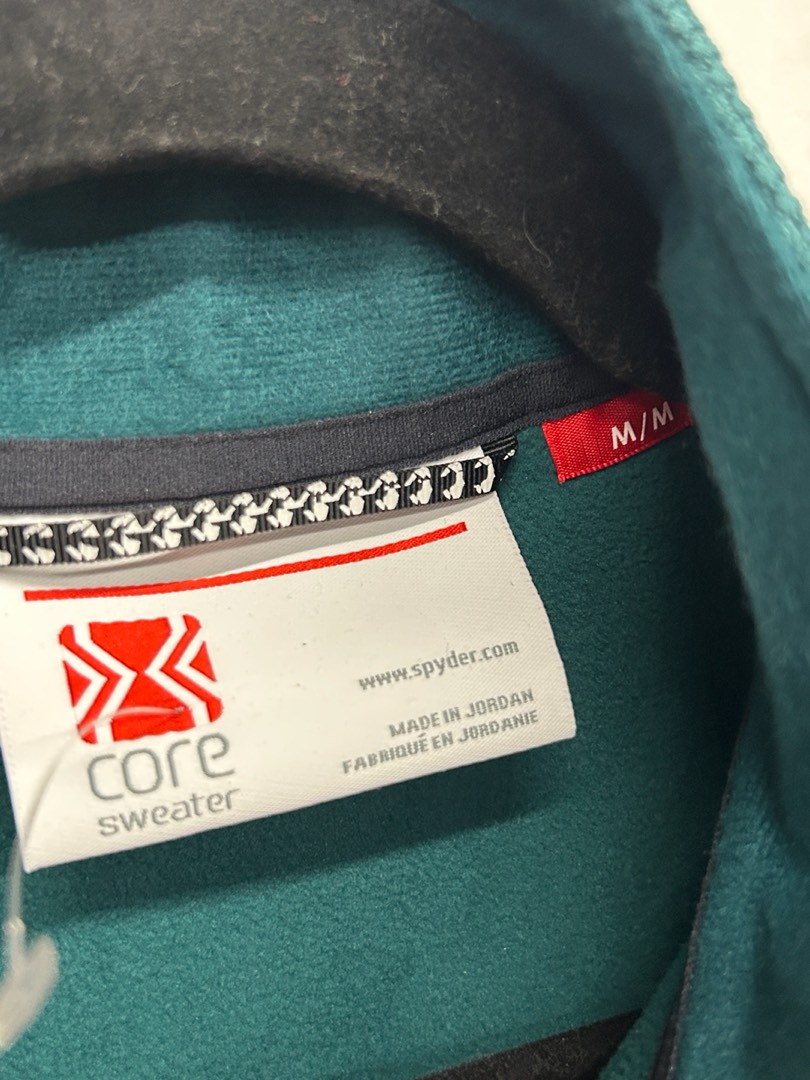 M/M
www.spyder.com
MADE IN JORDAN
FABRIQUÉ EN JORDANIE
core
sweater